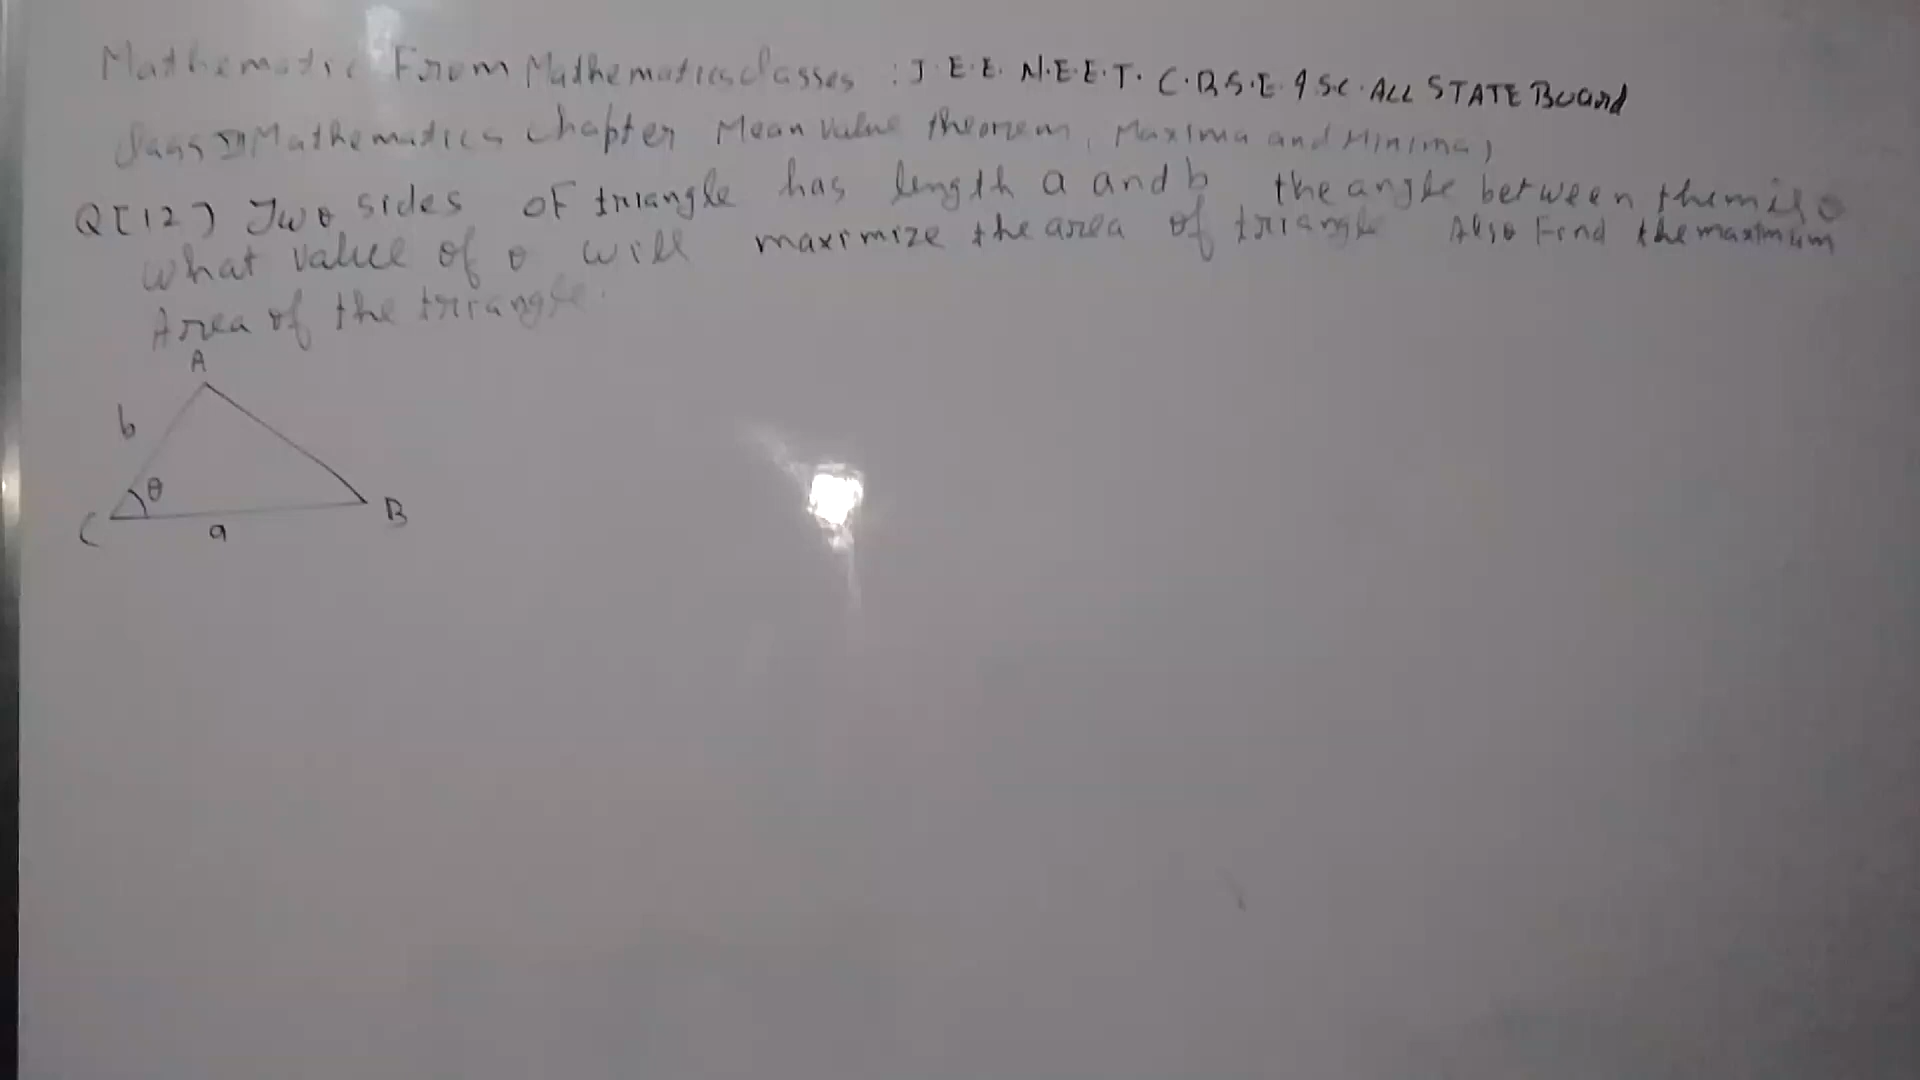 Mathematic From Mathematics classes : J.E.E. N.E.E.T. C.B.S.E. ISC. ALL STATE Board
Class Mathematics Chapter Mean value theorem, Maxima and Minima,
Q[12] Two sides of triangle has length a and b the angle between them is θ
what value of θ will maximize the area of triangle Also Find the maximum
Area of the triangle.
A
b
θ
C
a
B